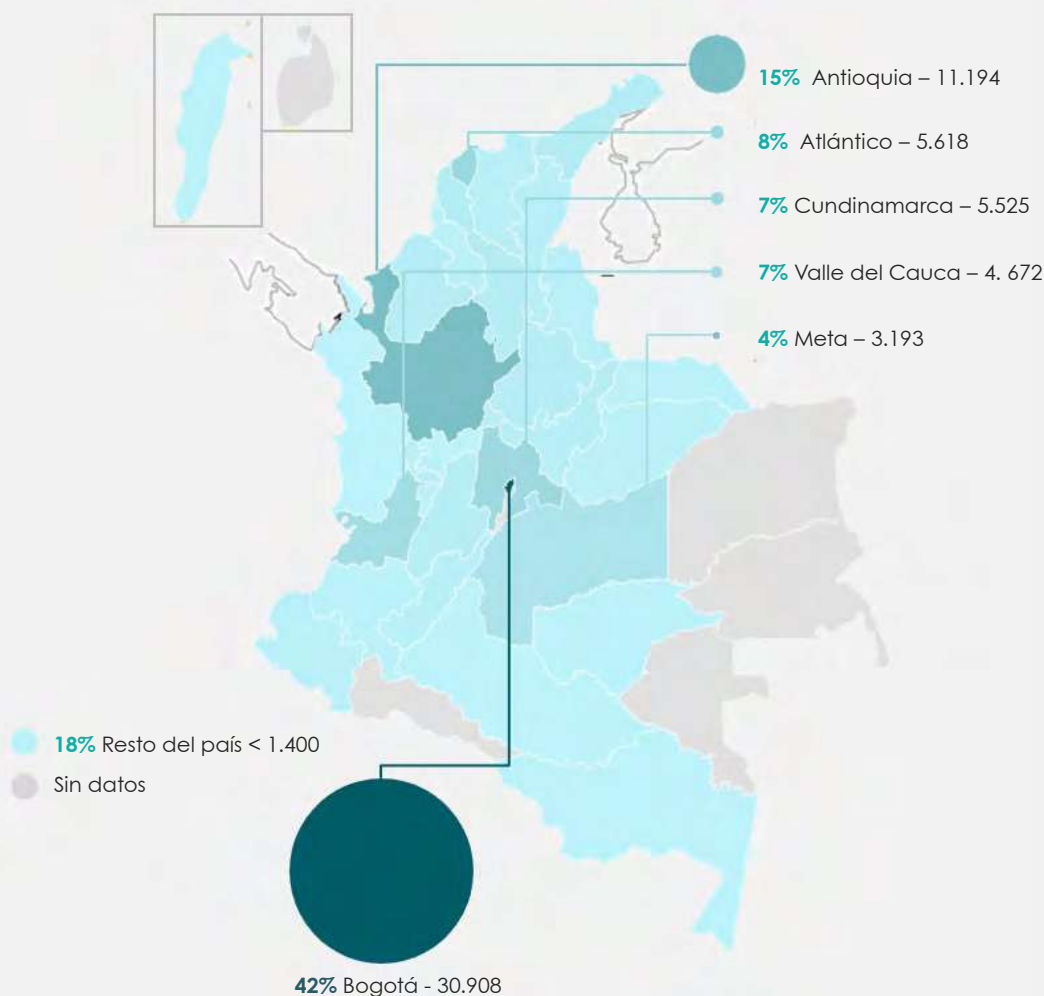 15% Antioquia – 11.194
8% Atlántico – 5.618
7% Cundinamarca – 5.525
7% Valle del Cauca – 4. 672
4% Meta – 3.193
18% Resto del país < 1.400
Sin datos
42% Bogotá - 30.908